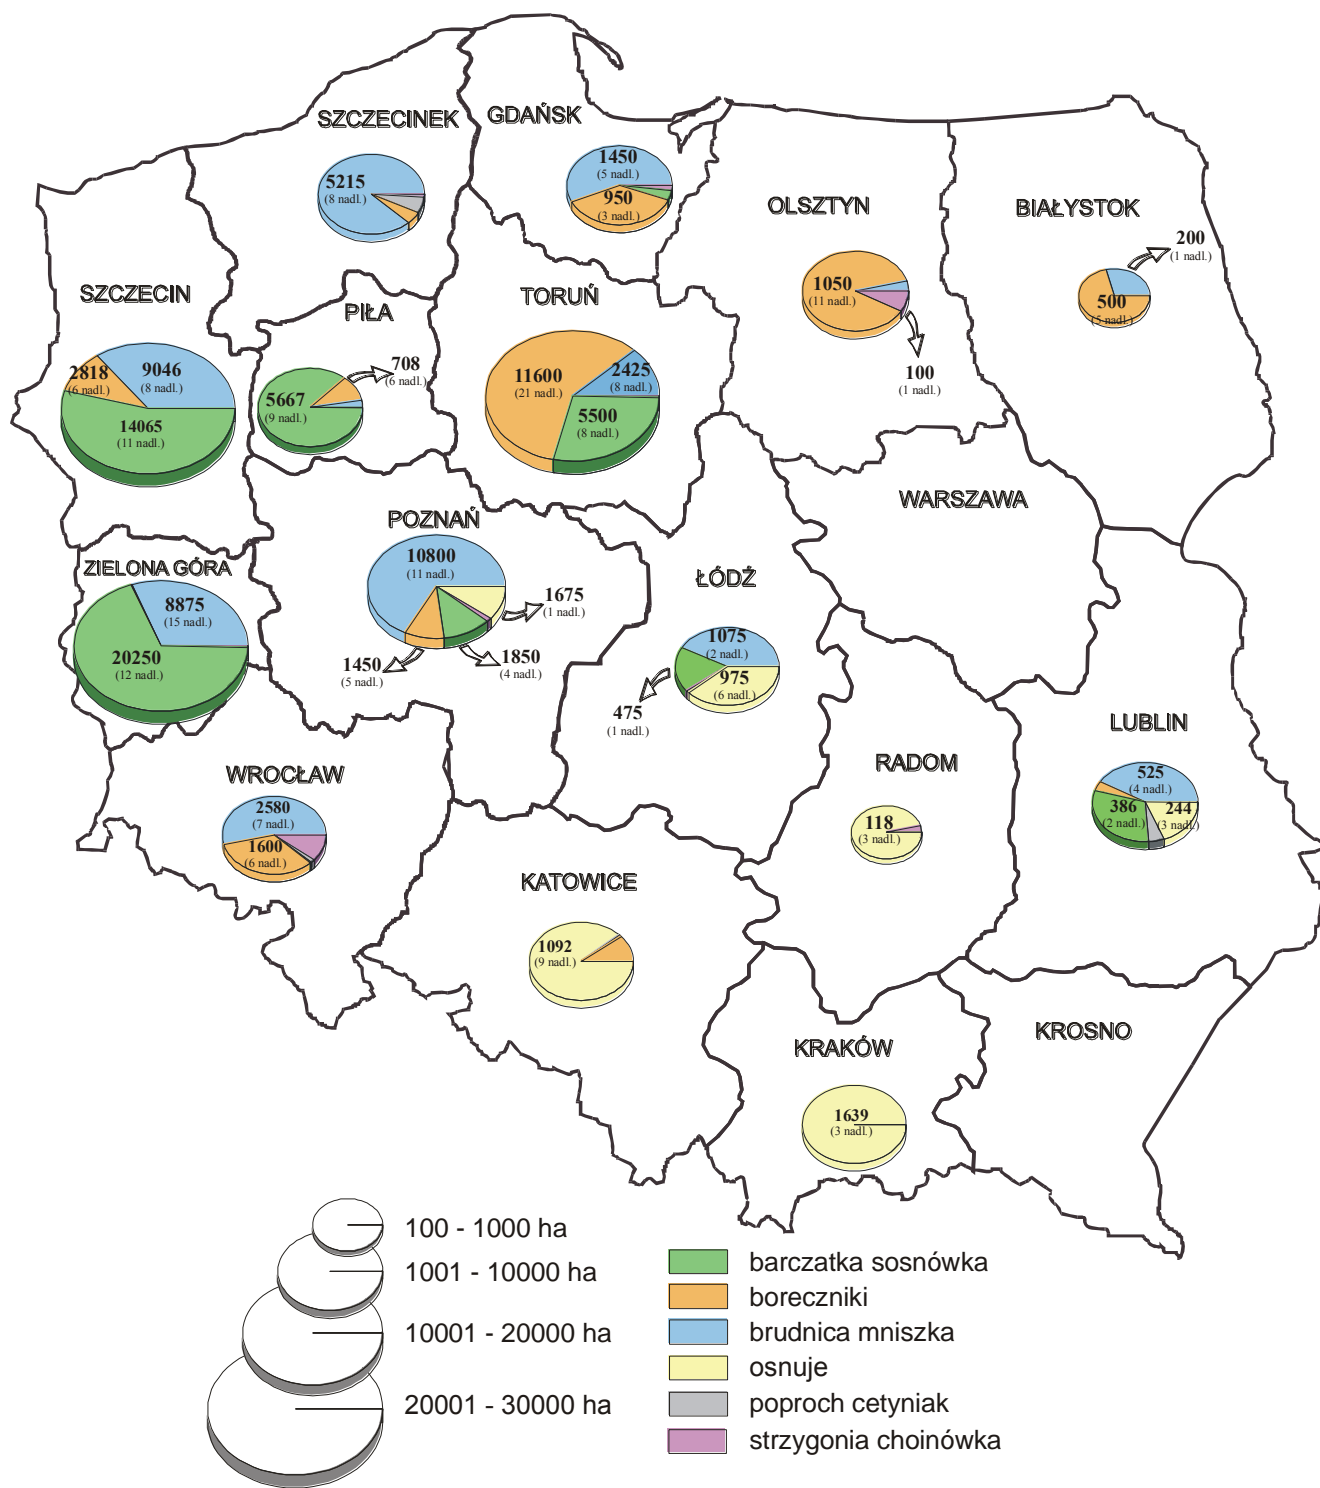 SZCZECINEK
5215
(8 nadl.)
GDAŃSK
1450
(5 nadl.)
950
(3 nadl.)
OLSZTYN
1050
(11 nadl.)
100
(1 nadl.)
BIAŁYSTOK
200
(1 nadl.)
500
(5 nadl.)
SZCZECIN
2818
(6 nadl.)
9046
(8 nadl.)
14065
(11 nadl.)
PIŁA
708
(6 nadl.)
5667
(9 nadl.)
TORUŃ
11600
(21 nadl.)
2425
(8 nadl.)
5500
(8 nadl.)
WARSZAWA
POZNAŃ
10800
(11 nadl.)
1675
(1 nadl.)
1450
(5 nadl.)
1850
(4 nadl.)
ZIELONA GÓRA
8875
(15 nadl.)
20250
(12 nadl.)
ŁÓDŹ
1075
(2 nadl.)
975
(6 nadl.)
475
(1 nadl.)
LUBLIN
525
(4 nadl.)
386
(2 nadl.)
244
(3 nadl.)
RADOM
118
(3 nadl.)
WROCŁAW
2580
(7 nadl.)
1600
(6 nadl.)
KATOWICE
1092
(9 nadl.)
KRAKÓW
1639
(3 nadl.)
KROSNO
100 - 1000 ha
1001 - 10000 ha
10001 - 20000 ha
20001 - 30000 ha
barczatka sosnówka
boreczniki
brudnica mniszka
osnuje
poproch cetyniak
strzygonia choinówka